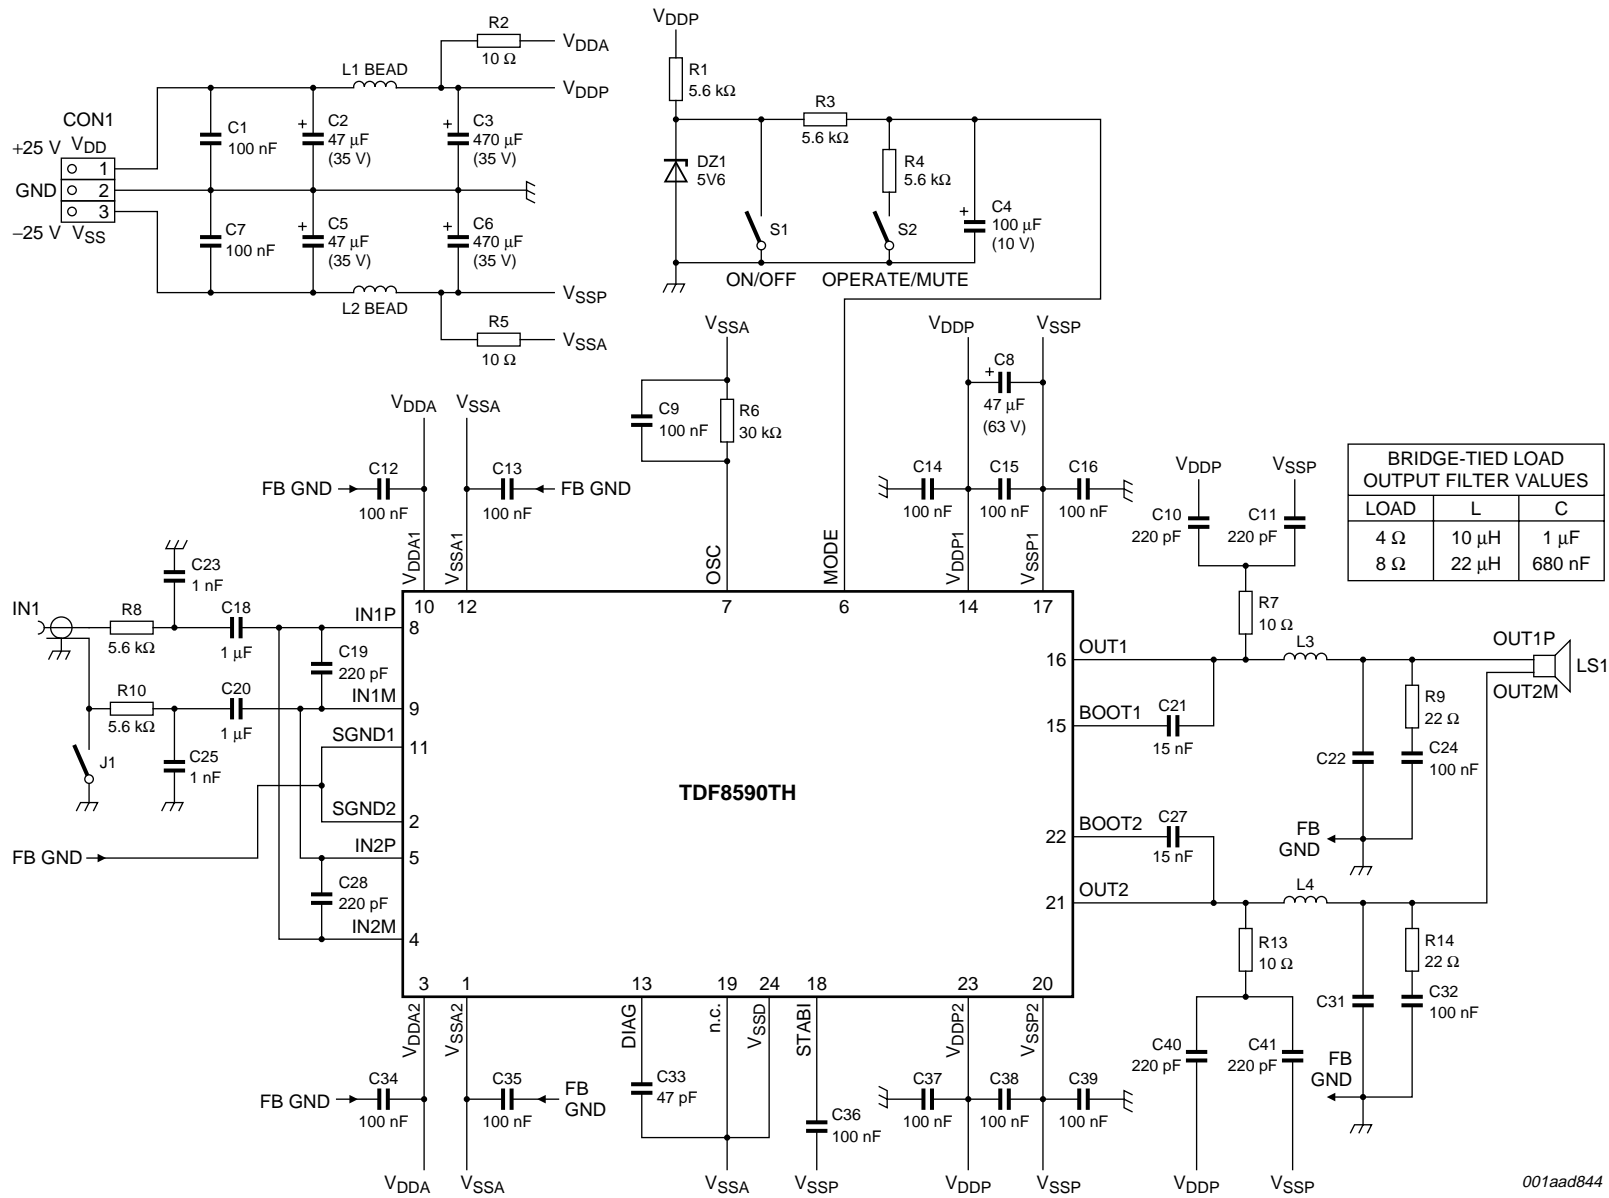 R2
10 Ω
VDDA
L1 BEAD
VDDP
CON1
+25 V
VDD
1
GND
2
3
−25 V
VSS
C1
100 nF
+
C2
47 μF
(35 V)
+
C3
470 μF
(35 V)
C7
100 nF
+
C5
47 μF
(35 V)
+
C6
470 μF
(35 V)
L2 BEAD
VSSP
R5
10 Ω
VSSA
VDDP
R1
5.6 kΩ
R3
5.6 kΩ
DZ1
5V6
R4
5.6 kΩ
S1
S2
+
C4
100 μF
(10 V)
ON/OFF
OPERATE/MUTE
VSSA
C9
100 nF
R6
30 kΩ
VDDP
VSSP
+
C8
47 μF
(63 V)
C14
100 nF
C15
100 nF
C16
100 nF
VDDA
VSSA
FB GND
C12
100 nF
C13
100 nF
FB GND
VDDP
VSSP
C10
220 pF
C11
220 pF
R7
10 Ω
BRIDGE-TIED LOAD
OUTPUT FILTER VALUES
LOAD L C
4 Ω 10 μH 1 μF
8 Ω 22 μH 680 nF
VDDA1
VSSA1
OSC
MODE
VDDP1
VSSP1
10
12
7
6
14
17
C23
1 nF
IN1
R8
5.6 kΩ
C18
1 μF
IN1P
8
C19
220 pF
R10
5.6 kΩ
C20
1 μF
IN1M
9
J1
C25
1 nF
SGND1
11
SGND2
2
FB GND
IN2P
5
C28
220 pF
IN2M
4
TDF8590TH
16
OUT1
15
BOOT1
C21
15 nF
22
BOOT2
C27
15 nF
21
OUT2
L3
OUT1P
LS1
OUT2M
R9
22 Ω
C22
C24
100 nF
FB
GND
L4
R13
10 Ω
R14
22 Ω
C31
C32
100 nF
FB
GND
C40
220 pF
C41
220 pF
VDDP
VSSP
3
1
13
19
24
18
23
20
VDDA2
VSSA2
DIAG
n.c.
VSSD
STABI
VDDP2
VSSP2
FB GND
C34
100 nF
C35
100 nF
FB
GND
C33
47 pF
C36
100 nF
C37
100 nF
C38
100 nF
C39
100 nF
VDDA
VSSA
VSSA
VSSP
VDDP
VSSP
001aad844